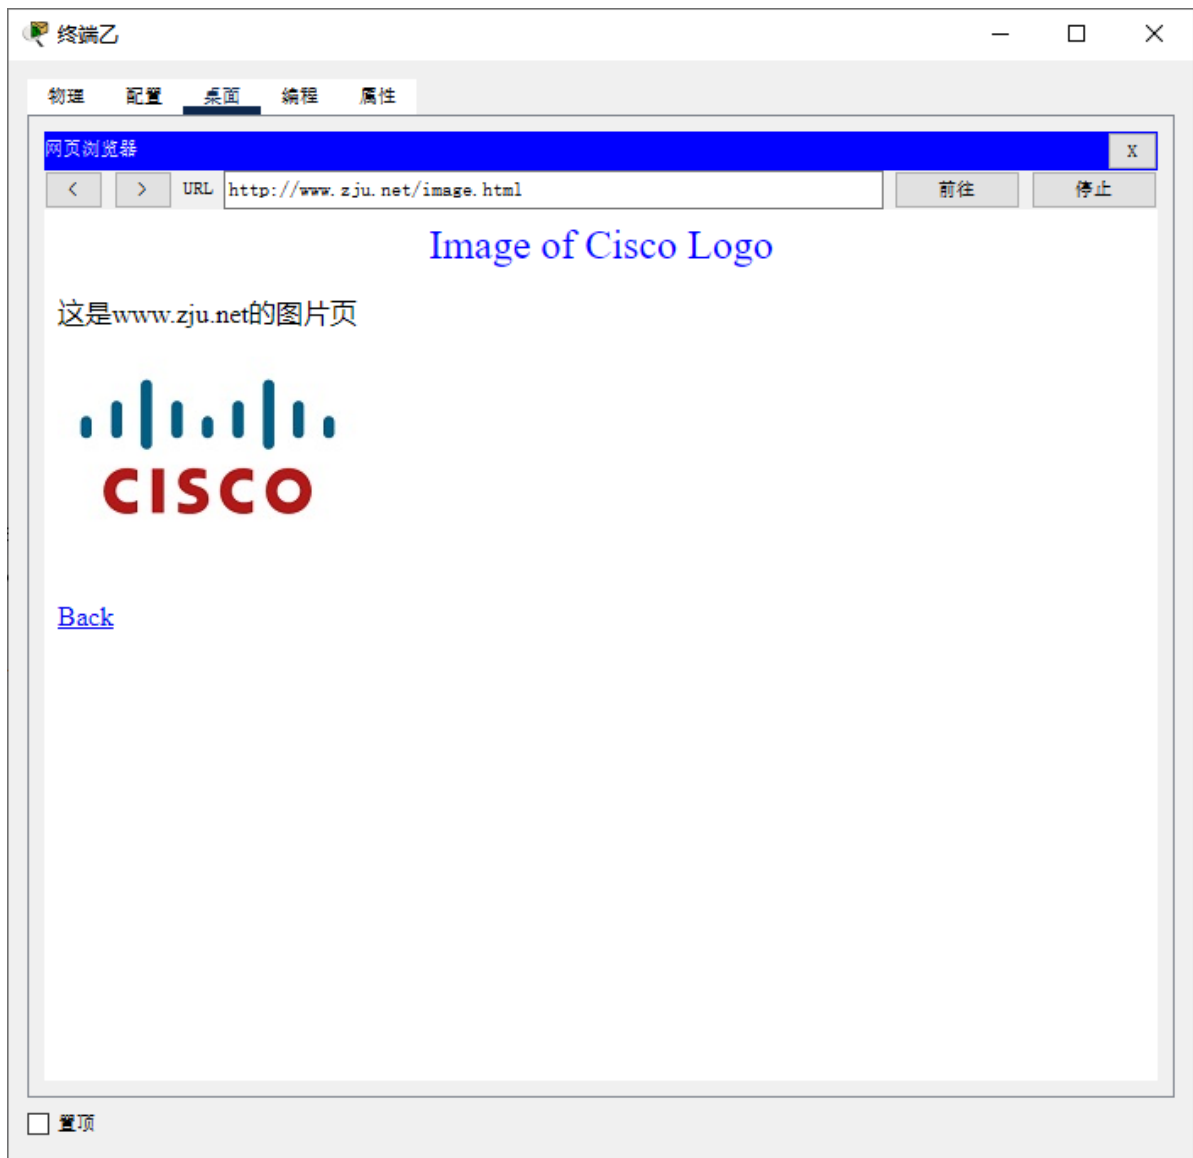 终端乙
物理 配置 桌面 编程 属性
网页浏览器 X
< > URL http://www.zju.net/image.html 前往 停止
Image of Cisco Logo
这是www.zju.net的图片页
CISCO
Back
置顶